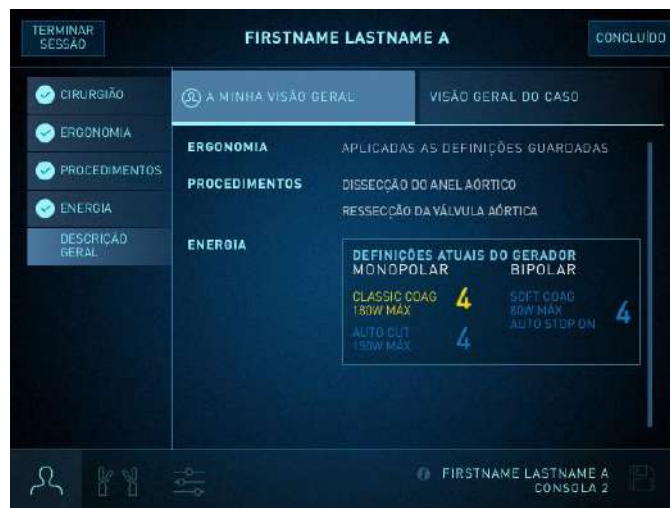 TERMINAR
SESSÃO
FIRSTNAME LASTNAME A
CONCLUÍDO
CIRURGIÃO
ERGONOMIA
PROCEDIMENTOS
ENERGIA
DESCRIÇÃO
GERAL
A MINHA VISÃO GERAL
VISÃO GERAL DO CASO
ERGONOMIA
APLICADAS AS DEFINIÇÕES GUARDADAS
PROCEDIMENTOS
DISSECÇÃO DO ANEL AÓRTICO
RESSECÇÃO DA VÁLVULA AÓRTICA
ENERGIA
DEFINIÇÕES ATUAIS DO GERADOR
MONOPOLAR
BIPOLAR
CLASSIC COAG
180W MÁX
4
SOFT COAG
80W MÁX
AUTO STOP ON
4
AUTO CUT
150W MÁX
4
FIRSTNAME LASTNAME A
CONSOLA 2